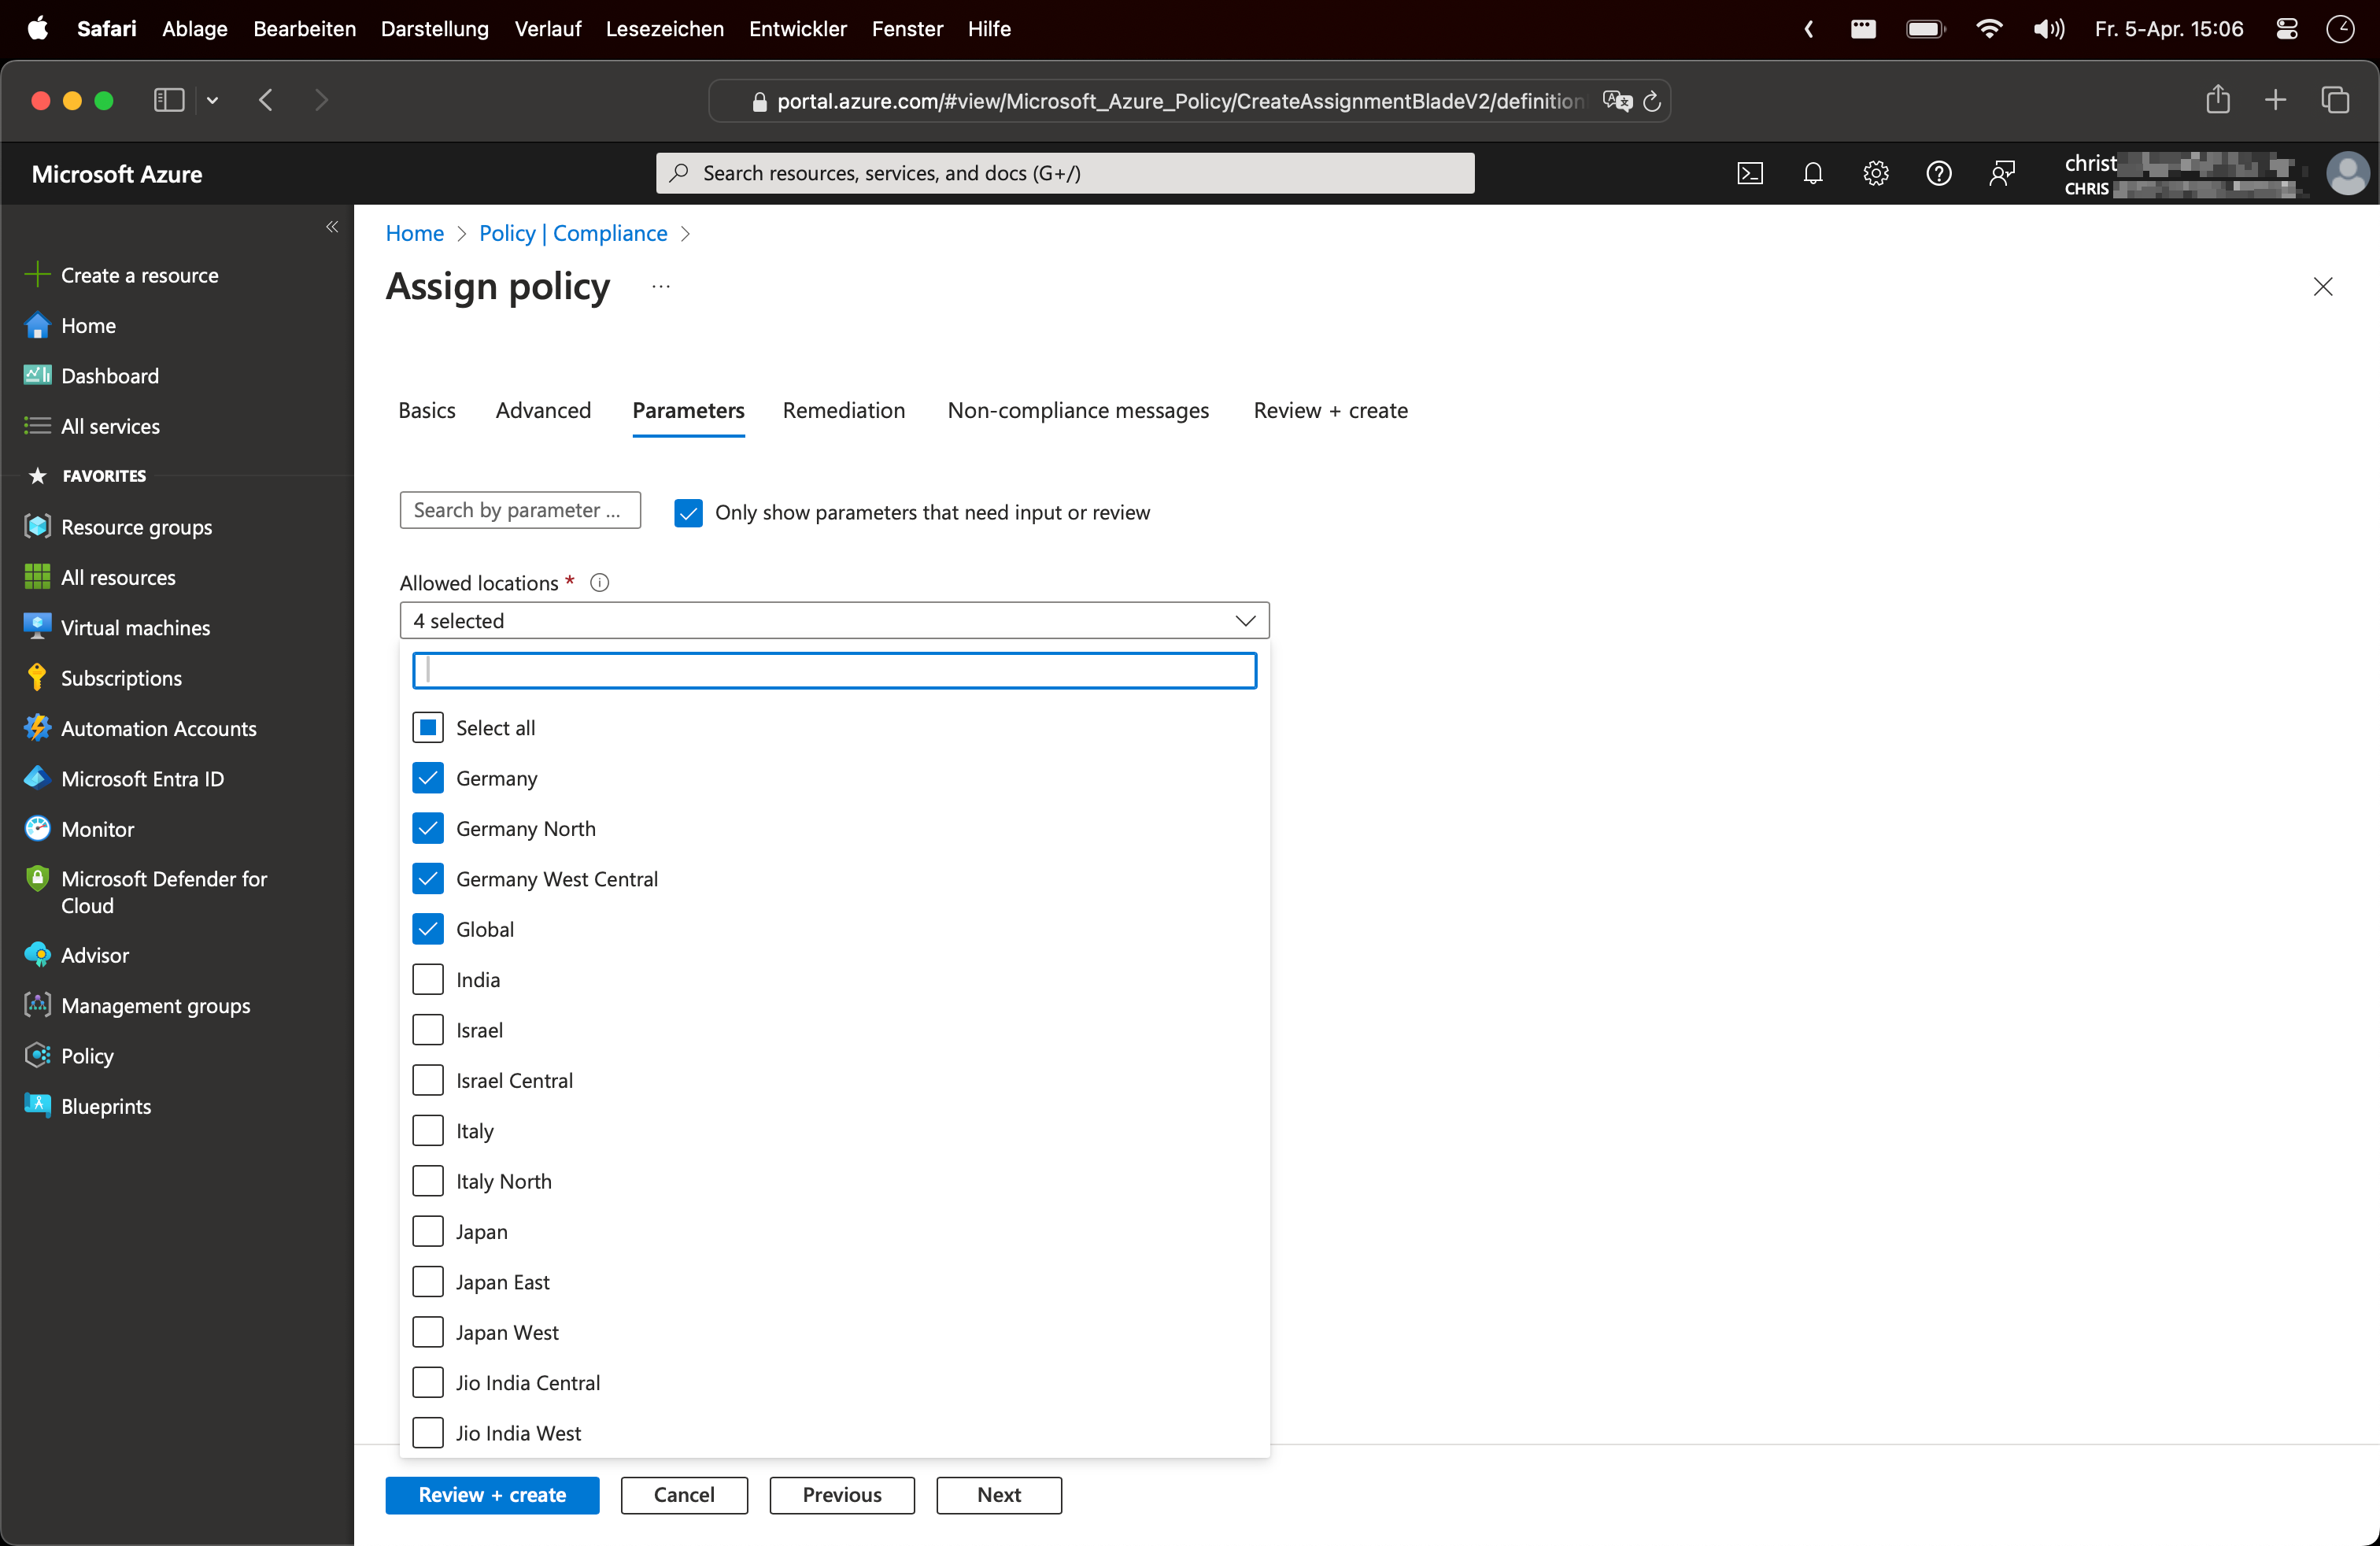 Safari Ablage Bearbeiten Darstellung Verlauf Lesezeichen Entwickler Fenster Hilfe Fr. 5-Apr. 15:06
portal.azure.com/#view/Microsoft_Azure_Policy/CreateAssignmentBladeV2/definition
Microsoft Azure
Search resources, services, and docs (G+/)
christ
CHRIS
Create a resource
Home
Dashboard
All services
FAVORITES
Resource groups
All resources
Virtual machines
Subscriptions
Automation Accounts
Microsoft Entra ID
Monitor
Microsoft Defender for
Cloud
Advisor
Management groups
Policy
Blueprints
Home > Policy | Compliance >
Assign policy ...
Basics Advanced Parameters Remediation Non-compliance messages Review + create
Search by parameter ...
Only show parameters that need input or review
Allowed locations *
4 selected
Select all
Germany
Germany North
Germany West Central
Global
India
Israel
Israel Central
Italy
Italy North
Japan
Japan East
Japan West
Jio India Central
Jio India West
Review + create Cancel Previous Next